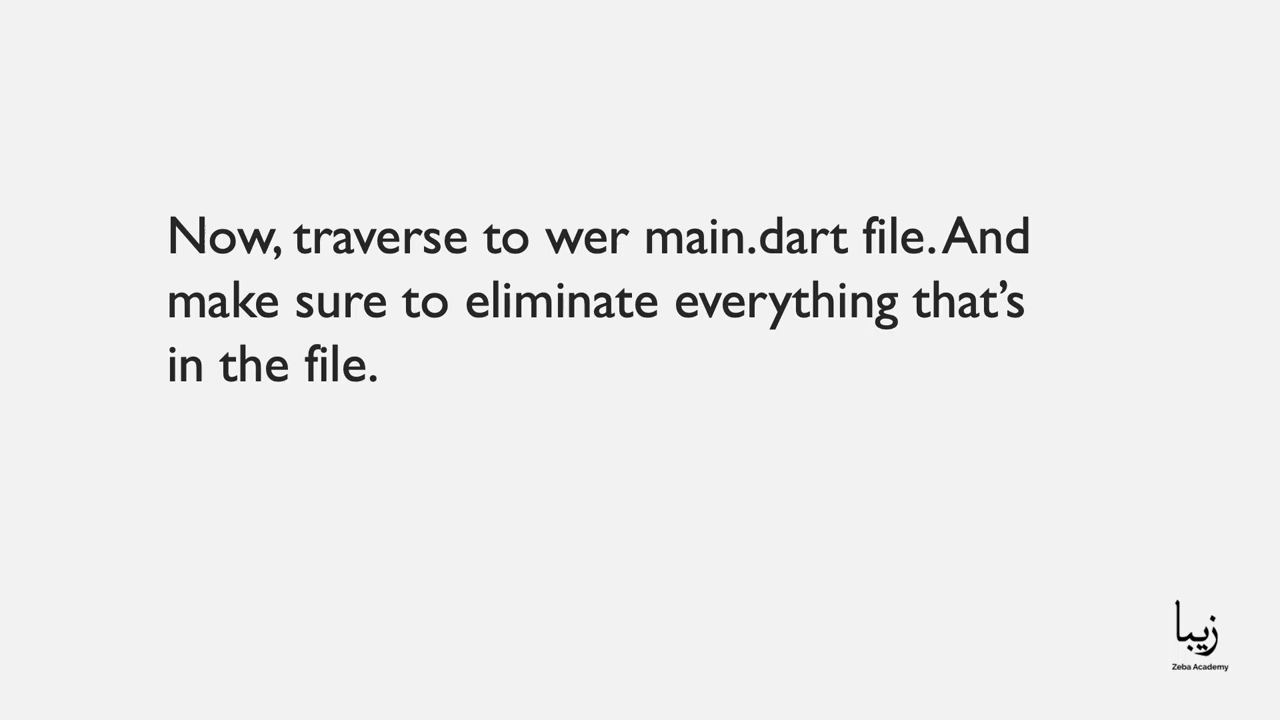 Now, traverse to wer main.dart file. And
make sure to eliminate everything that’s
in the file.
زيبا
Zeba Academy